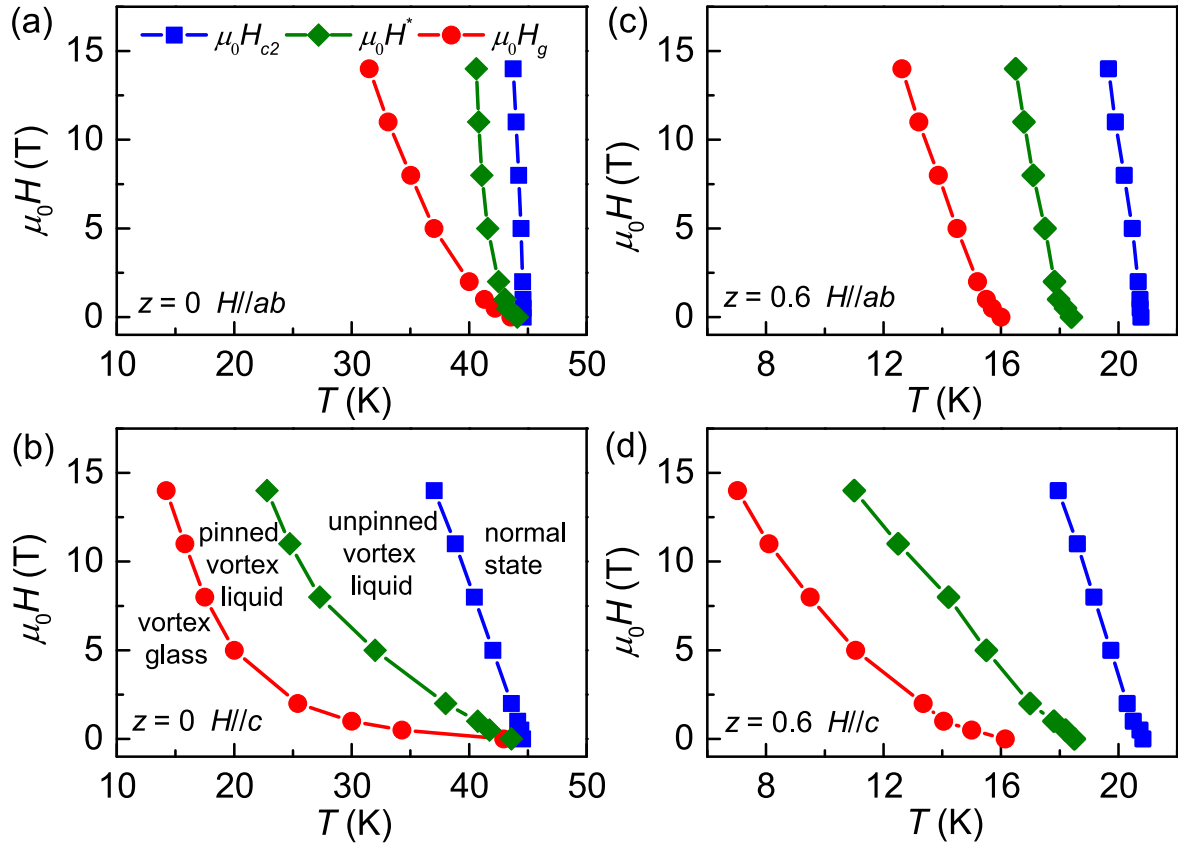 (a)
μ₀Hc2 μ₀H* μ₀Hg
15
10
5
0
μ₀H (T)
z = 0 H//ab
10 20 30 40 50
T (K)
(c)
15
10
5
0
μ₀H (T)
z = 0.6 H//ab
8 12 16 20
T (K)
(b)
15
10
5
0
μ₀H (T)
pinned
vortex
liquid
unpinned
vortex
liquid
normal
state
vortex
glass
z = 0 H//c
10 20 30 40 50
T (K)
(d)
15
10
5
0
μ₀H (T)
z = 0.6 H//c
8 12 16 20
T (K)